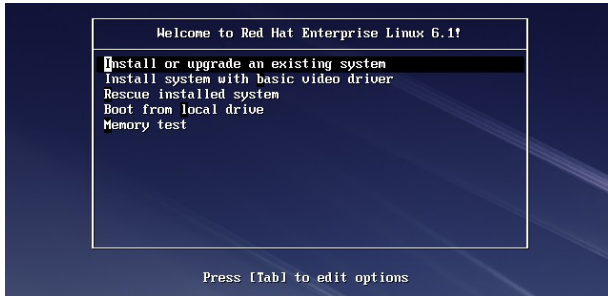 Welcome to Red Hat Enterprise Linux 6.1!
Install or upgrade an existing system
Install system with basic video driver
Rescue installed system
Boot from local drive
Memory test
Press [Tab] to edit options